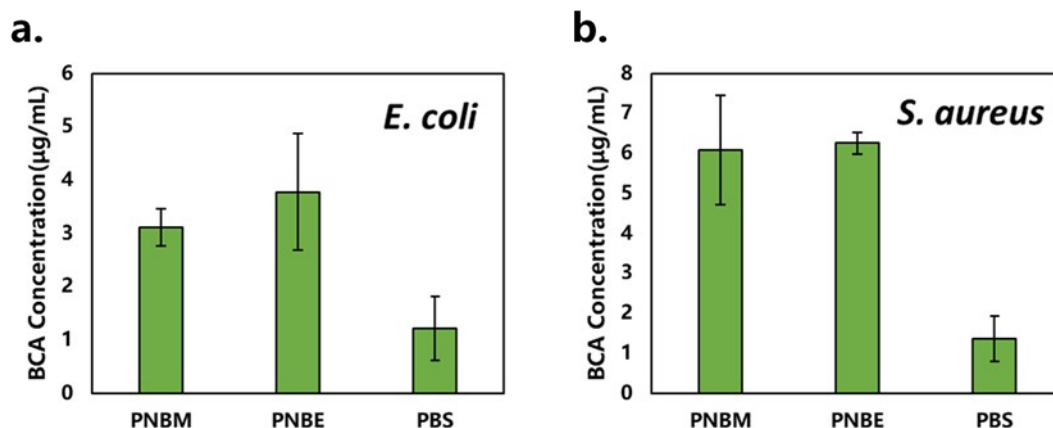 a.
BCA Concentration(μg/mL)
6
5
4
3
2
1
0
E. coli
PNBM PNBE PBS
b.
BCA Concentration(μg/mL)
8
7
6
5
4
3
2
1
0
S. aureus
PNBM PNBE PBS